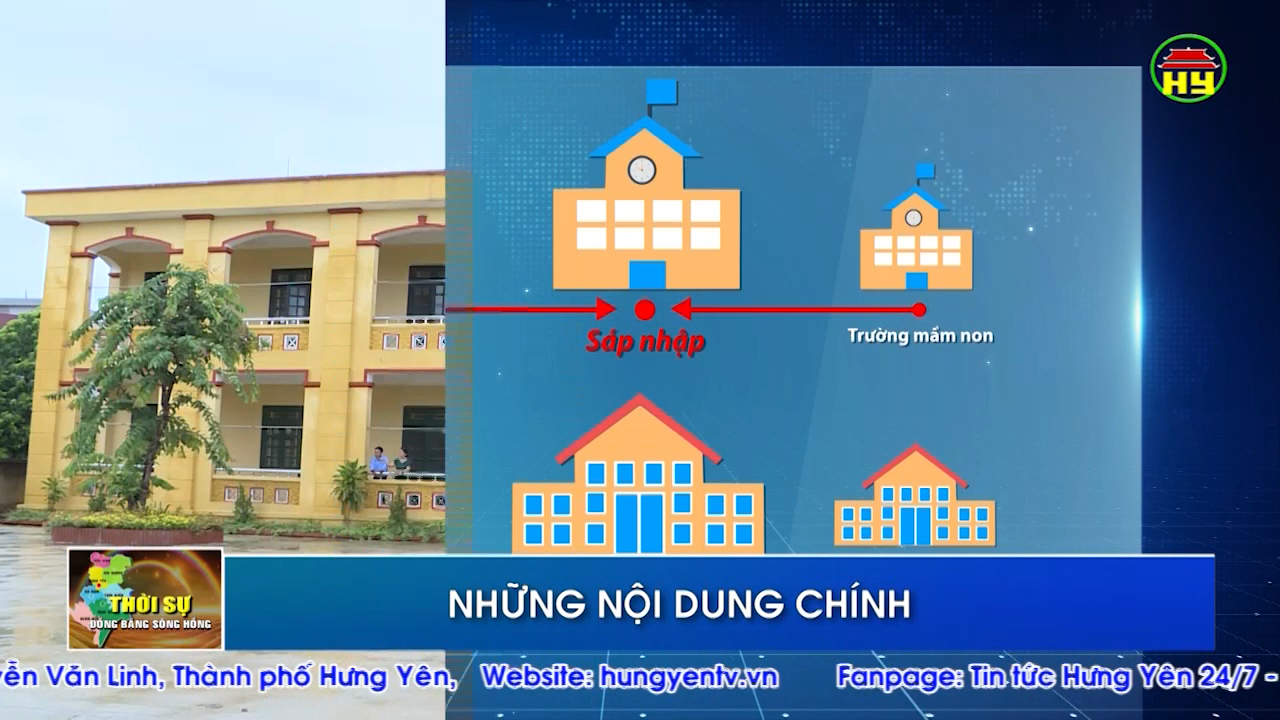 HY
Sáp nhập
Trường mầm non
THỜI SỰ
ĐỒNG BẰNG SÔNG HỒNG
NHỮNG NỘI DUNG CHÍNH
yễn Văn Linh, Thành phố Hưng Yên, Website: hungyentv.vn Fanpage: Tin tức Hưng Yên 24/7 -